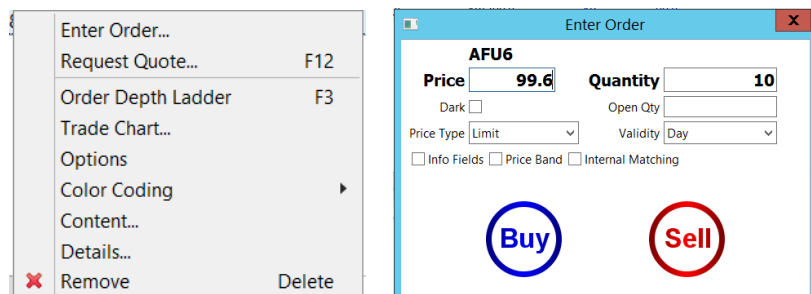 Enter Order...
Request Quote... F12
Order Depth Ladder F3
Trade Chart...
Options
Color Coding
Content...
Details...
Remove Delete
Enter Order X
AFU6
Price 99.6 Quantity 10
Dark Open Qty
Price Type Limit Validity Day
Info Fields Price Band Internal Matching
Buy Sell